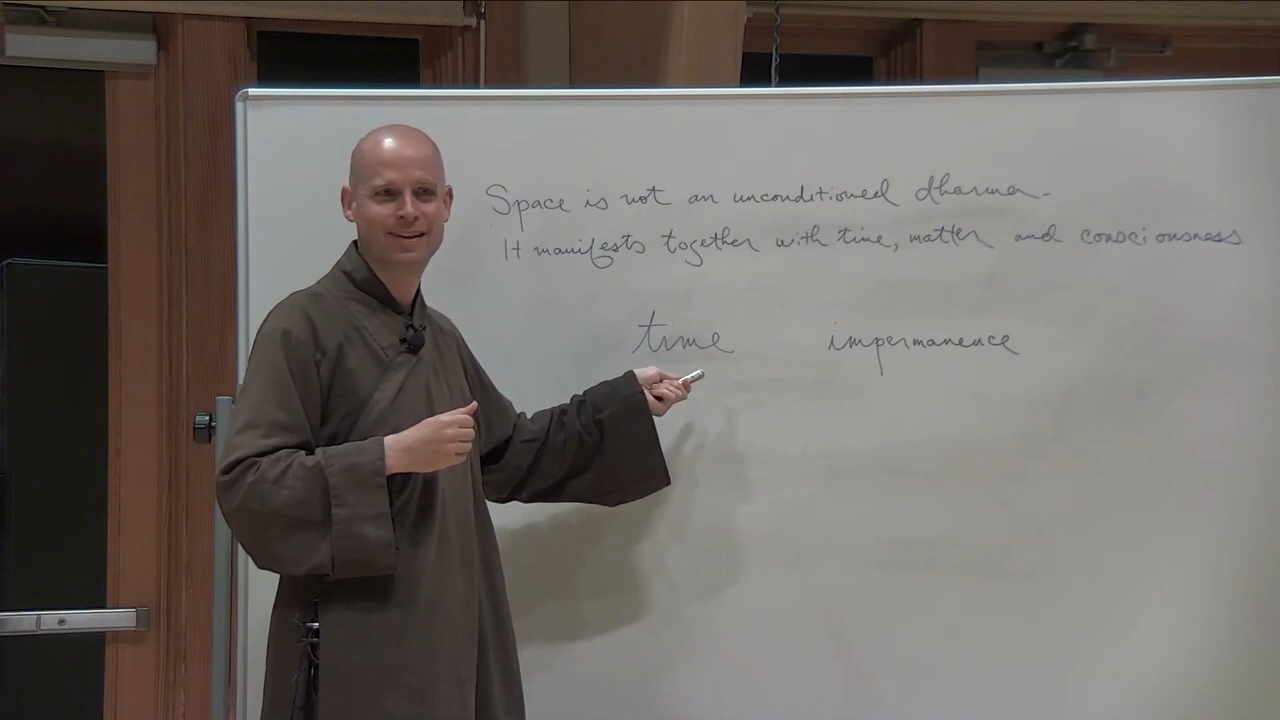 Space is not an unconditioned dharma.
It manifests together with time, matter and consciousness
time impermanence